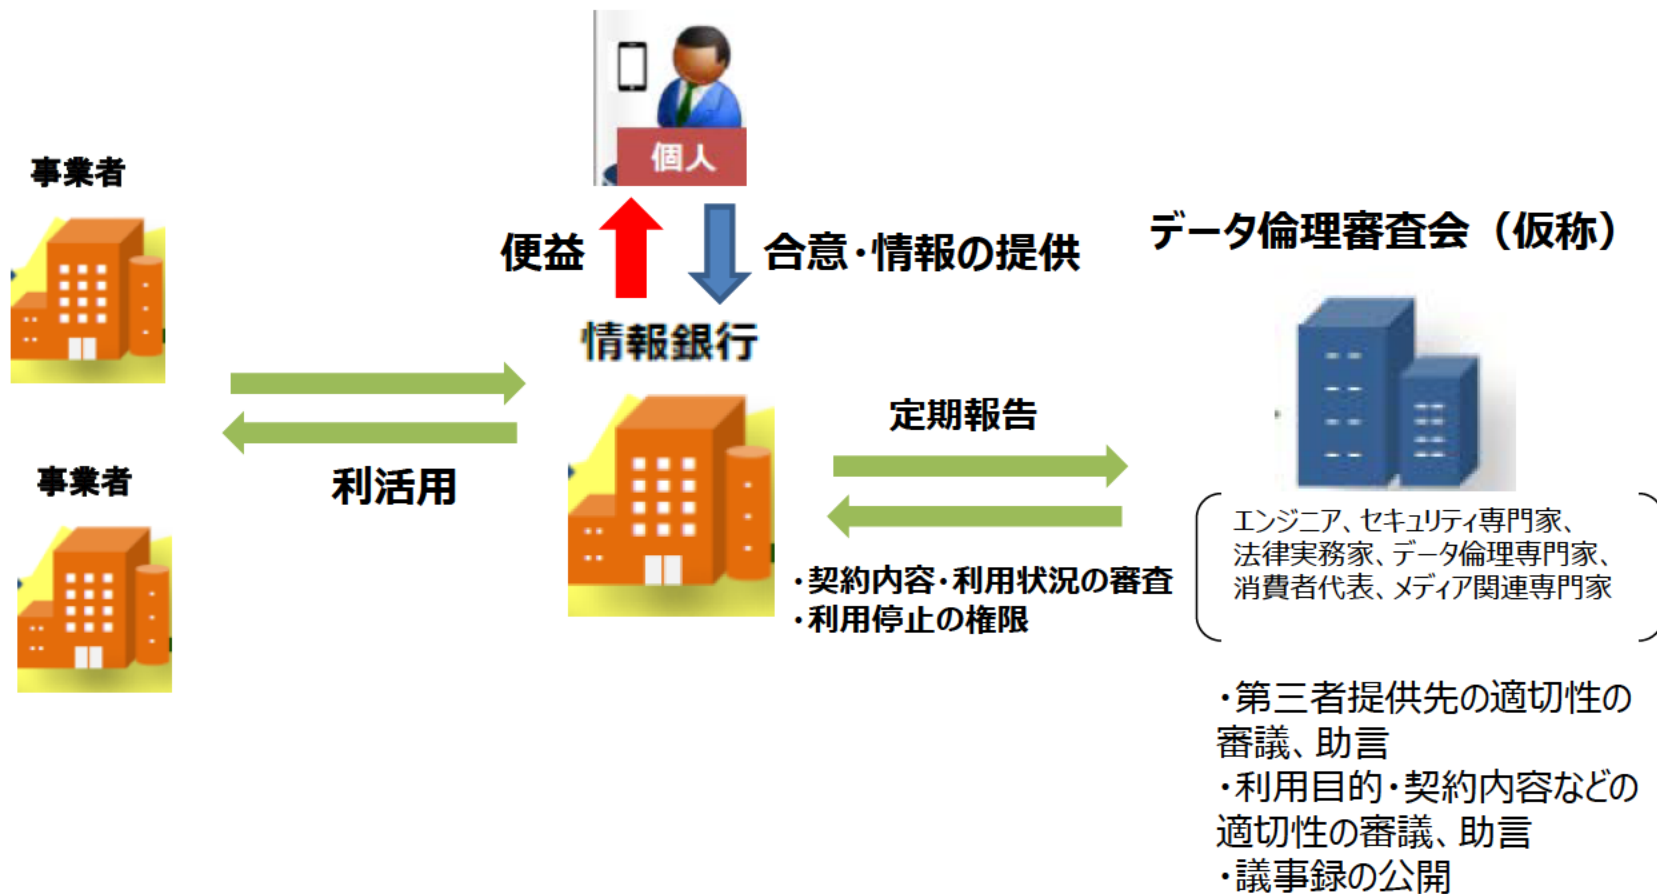 個人
事業者
便益
合意・情報の提供
データ倫理審査会（仮称）
情報銀行
定期報告
事業者
利活用
・契約内容・利用状況の審査
・利用停止の権限
エンジニア、セキュリティ専門家、
法律実務家、データ倫理専門家、
消費者代表、メディア関連専門家
・第三者提供先の適切性の
審議、助言
・利用目的・契約内容などの
適切性の審議、助言
・議事録の公開